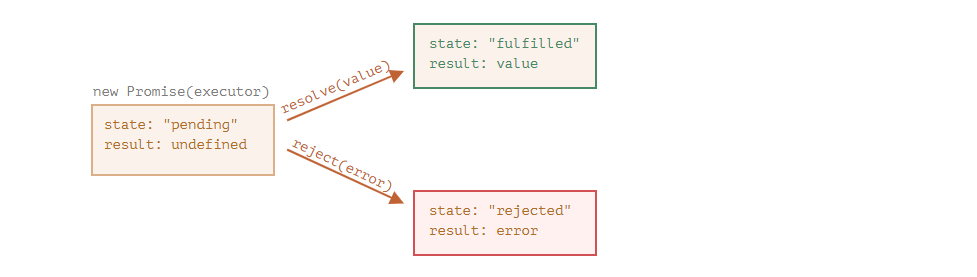 new Promise(executor)
state: "pending"
result: undefined
resolve(value)
reject(error)
state: "fulfilled"
result: value
state: "rejected"
result: error